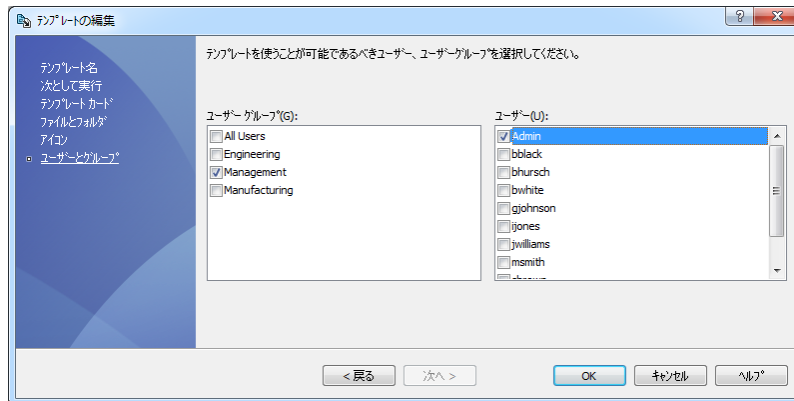 テンプレートの編集
?
テンプレートを使うことが可能であるべきユーザー、ユーザーグループを選択してください。
テンプレート名
次として実行
テンプレート カード
ファイルとフォルダ
アイコン
ユーザーとグループ
ユーザー グループ(G):
All Users
Engineering
Management
Manufacturing
ユーザー(U):
Admin
bblack
bhursch
bwhite
gjohnson
ijones
jwilliams
msmith
< 戻る
次へ >
OK
キャンセル
ヘルプ